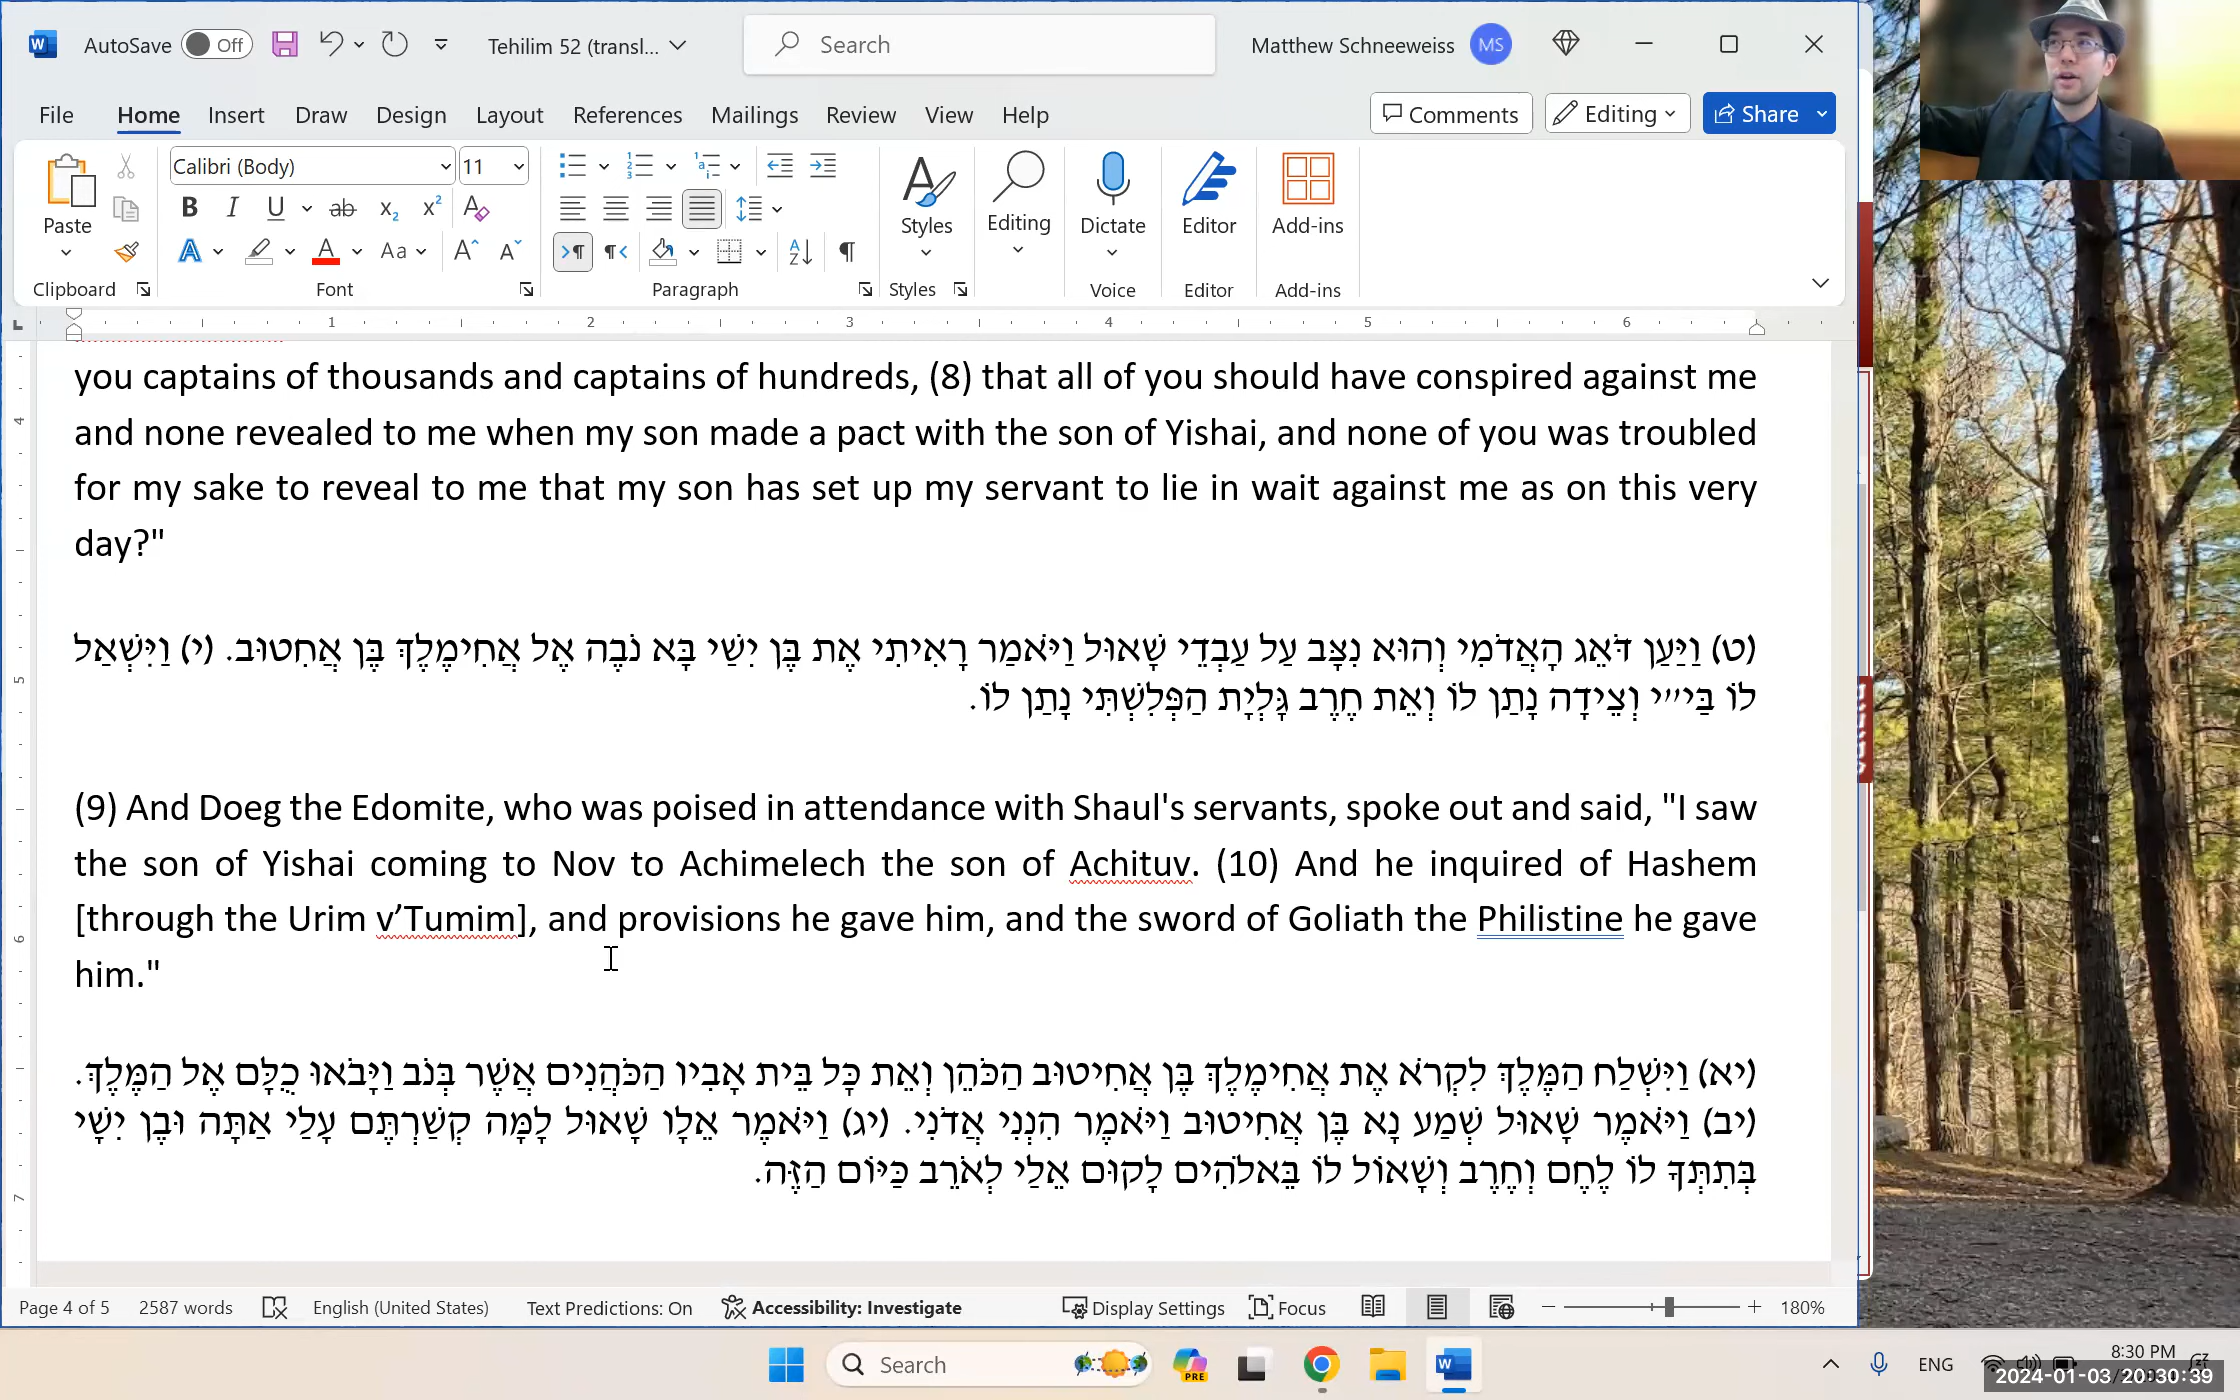 AutoSave Off Tehilim 52 (transl... Search Matthew Schneeweiss MS
File Home Insert Draw Design Layout References Mailings Review View Help Comments Editing Share
Calibri (Body) 11
Paste Styles Editing Dictate Editor Add-ins
Clipboard Font Paragraph Styles Voice Editor Add-ins
1 2 3 4 5 6
you captains of thousands and captains of hundreds, (8) that all of you should have conspired against me
and none revealed to me when my son made a pact with the son of Yishai, and none of you was troubled
for my sake to reveal to me that my son has set up my servant to lie in wait against me as on this very
day?"
(ט) וַיַּעַן דֹּאֵג הָאֲדֹמִי וְהוּא נִצָּב עַל עַבְדֵי שָׁאוּל וַיֹּאמַר רָאִיתִי אֶת בֶּן יִשַׁי בָּא נֹבֶה אֶל אֲחִימֶלֶךְ בֶּן אֲחִטוּב. (י) וַיִּשְׁאַל
לוֹ בַּי״י וְצֵידָה נָתַן לוֹ וְאֵת חֶרֶב גָּלְיָת הַפְּלִשְׁתִּי נָתַן לוֹ.
(9) And Doeg the Edomite, who was poised in attendance with Shaul's servants, spoke out and said, "I saw
the son of Yishai coming to Nov to Achimelech the son of Achituv. (10) And he inquired of Hashem
[through the Urim v’Tumim], and provisions he gave him, and the sword of Goliath the Philistine he gave
him."
(יא) וַיִּשְׁלַח הַמֶּלֶךְ לִקְרֹא אֶת אֲחִימֶלֶךְ בֶּן אֲחִיטוּב הַכֹּהֵן וְאֵת כׇּל בֵּית אָבִיו הַכֹּהֲנִים אֲשֶׁר בְּנֹב וַיָּבֹאוּ כֻלָּם אֶל הַמֶּלֶךְ.
(יב) וַיֹּאמֶר שָׁאוּל שְׁמַע נָא בֶּן אֲחִיטוּב וַיֹּאמֶר הִנְנִי אֲדֹנִי. (יג) וַיֹּאמֶר אֵלָו שָׁאוּל לָמָּה קְשַׁרְתֶּם עָלַי אַתָּה וּבֶן יִשָׁי
בְּתִתְּךָ לוֹ לֶחֶם וְחֶרֶב וְשָׁאוֹל לוֹ בֵּאלֹהִים לָקוּם אֵלַי לְאֹרֵב כַּיּוֹם הַזֶּה.
Page 4 of 5 2587 words English (United States) Text Predictions: On Accessibility: Investigate Display Settings Focus 180%
Search PRE ENG 8:30 PM
2024-01-03 20:30:39